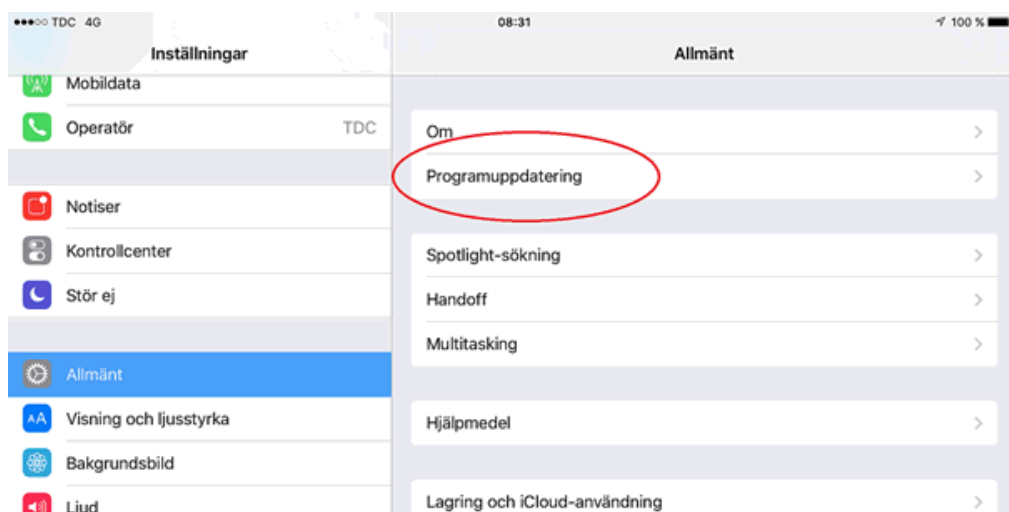 TDC 4G 08:31 100 %
Inställningar
Mobildata
Operatör TDC
Notiser
Kontrollcenter
Stör ej
Allmänt
AA Visning och ljusstyrka
Bakgrundsbild
Ljud
Allmänt
Om
Programuppdatering
Spotlight-sökning
Handoff
Multitasking
Hjälpmedel
Lagring och iCloud-användning